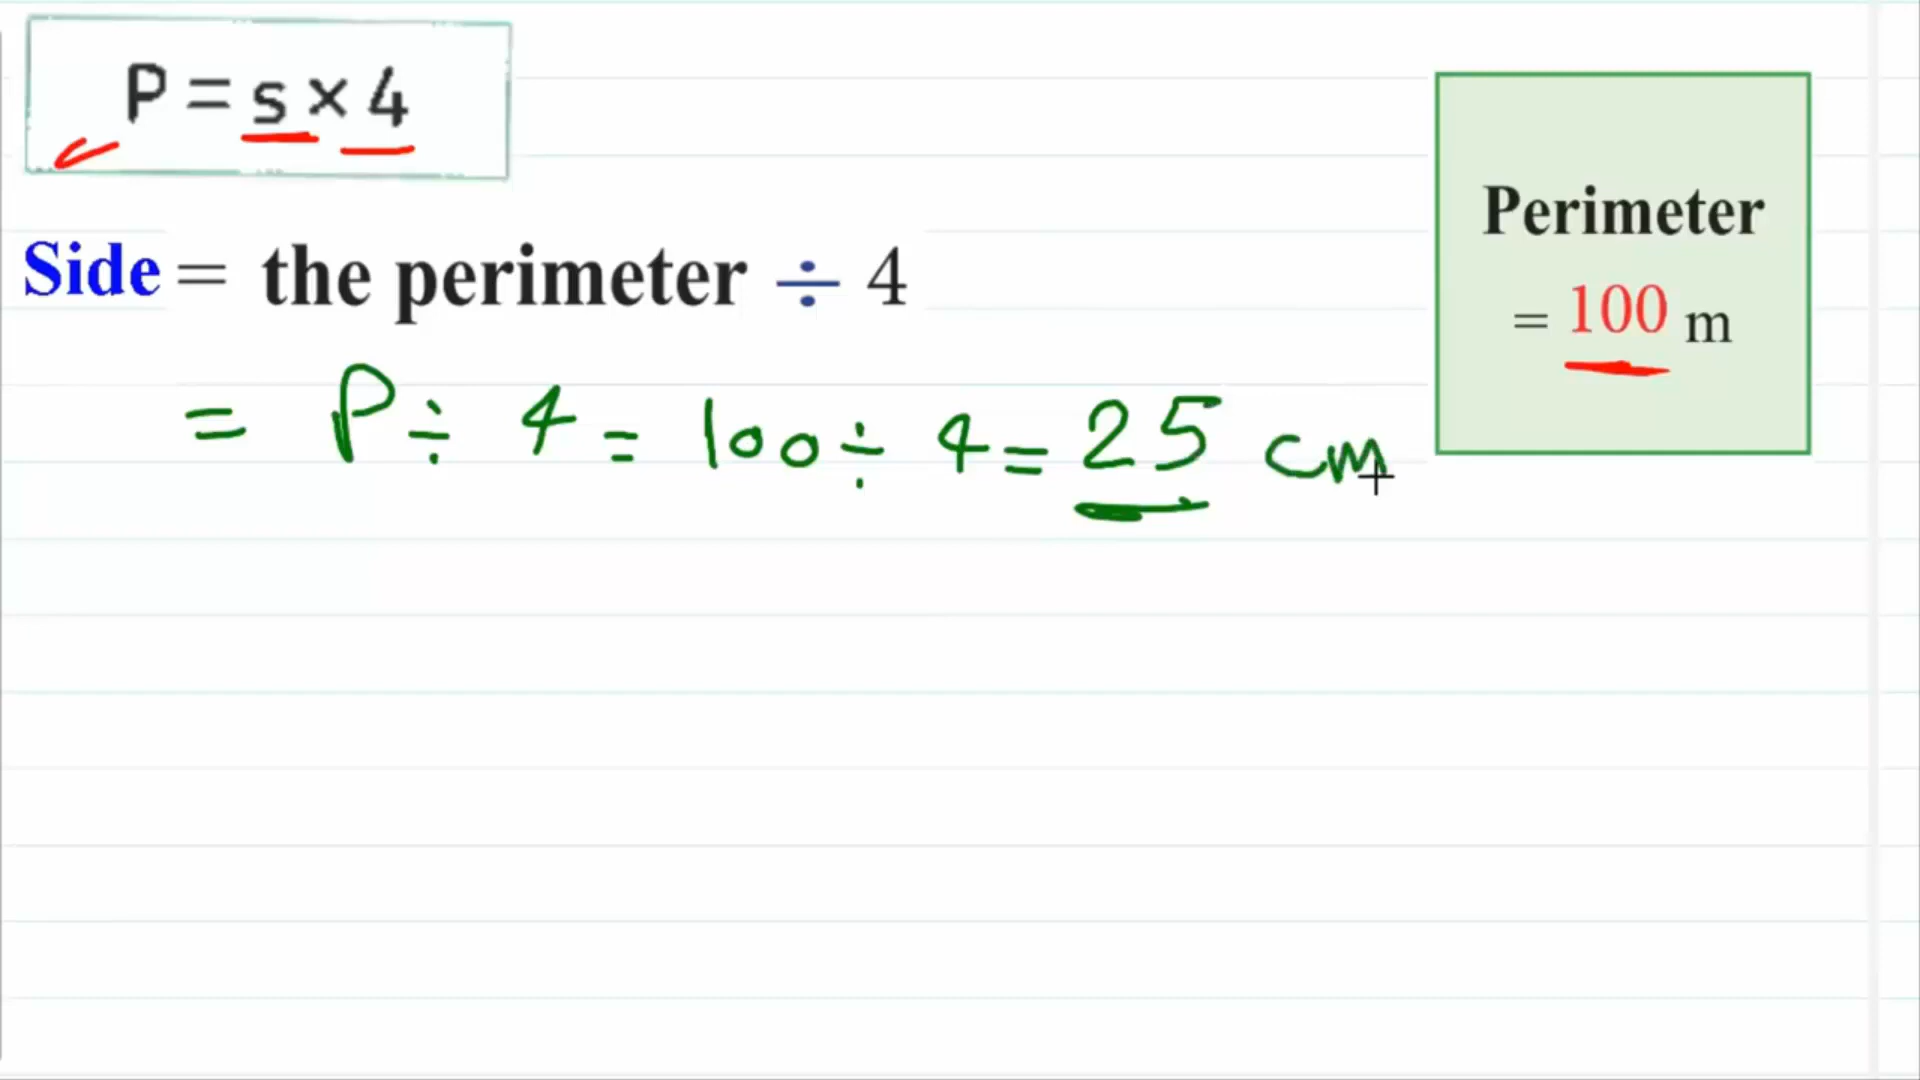 P = s × 4
Side = the perimeter ÷ 4
= P ÷ 4 = 100 ÷ 4 = 25 cm
Perimeter
= 100 m